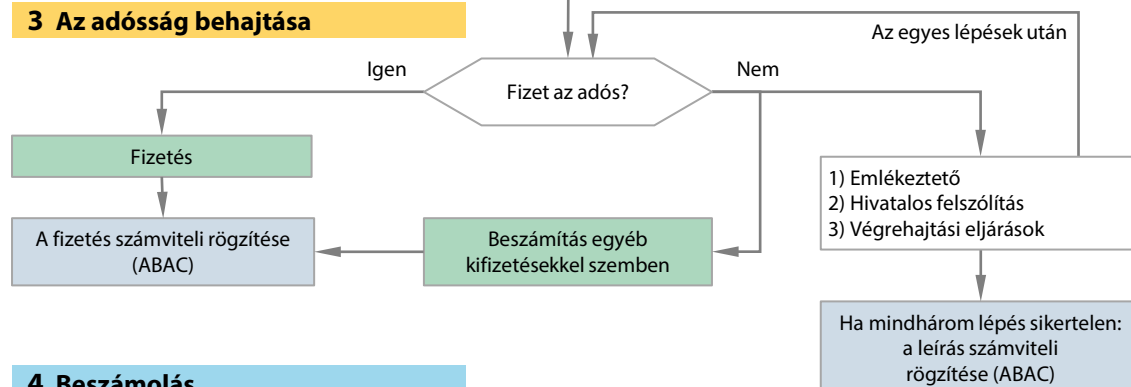 3 Az adósság behajtása
Az egyes lépések után
Igen
Fizet az adós?
Nem
Fizetés
1) Emlékeztető
2) Hivatalos felszólítás
3) Végrehajtási eljárások
A fizetés számviteli rögzítése
(ABAC)
Beszámítás egyéb
kifizetésekkel szemben
Ha mindhárom lépés sikertelen:
a leírás számviteli
rögzítése (ABAC)
4 Beszámolás